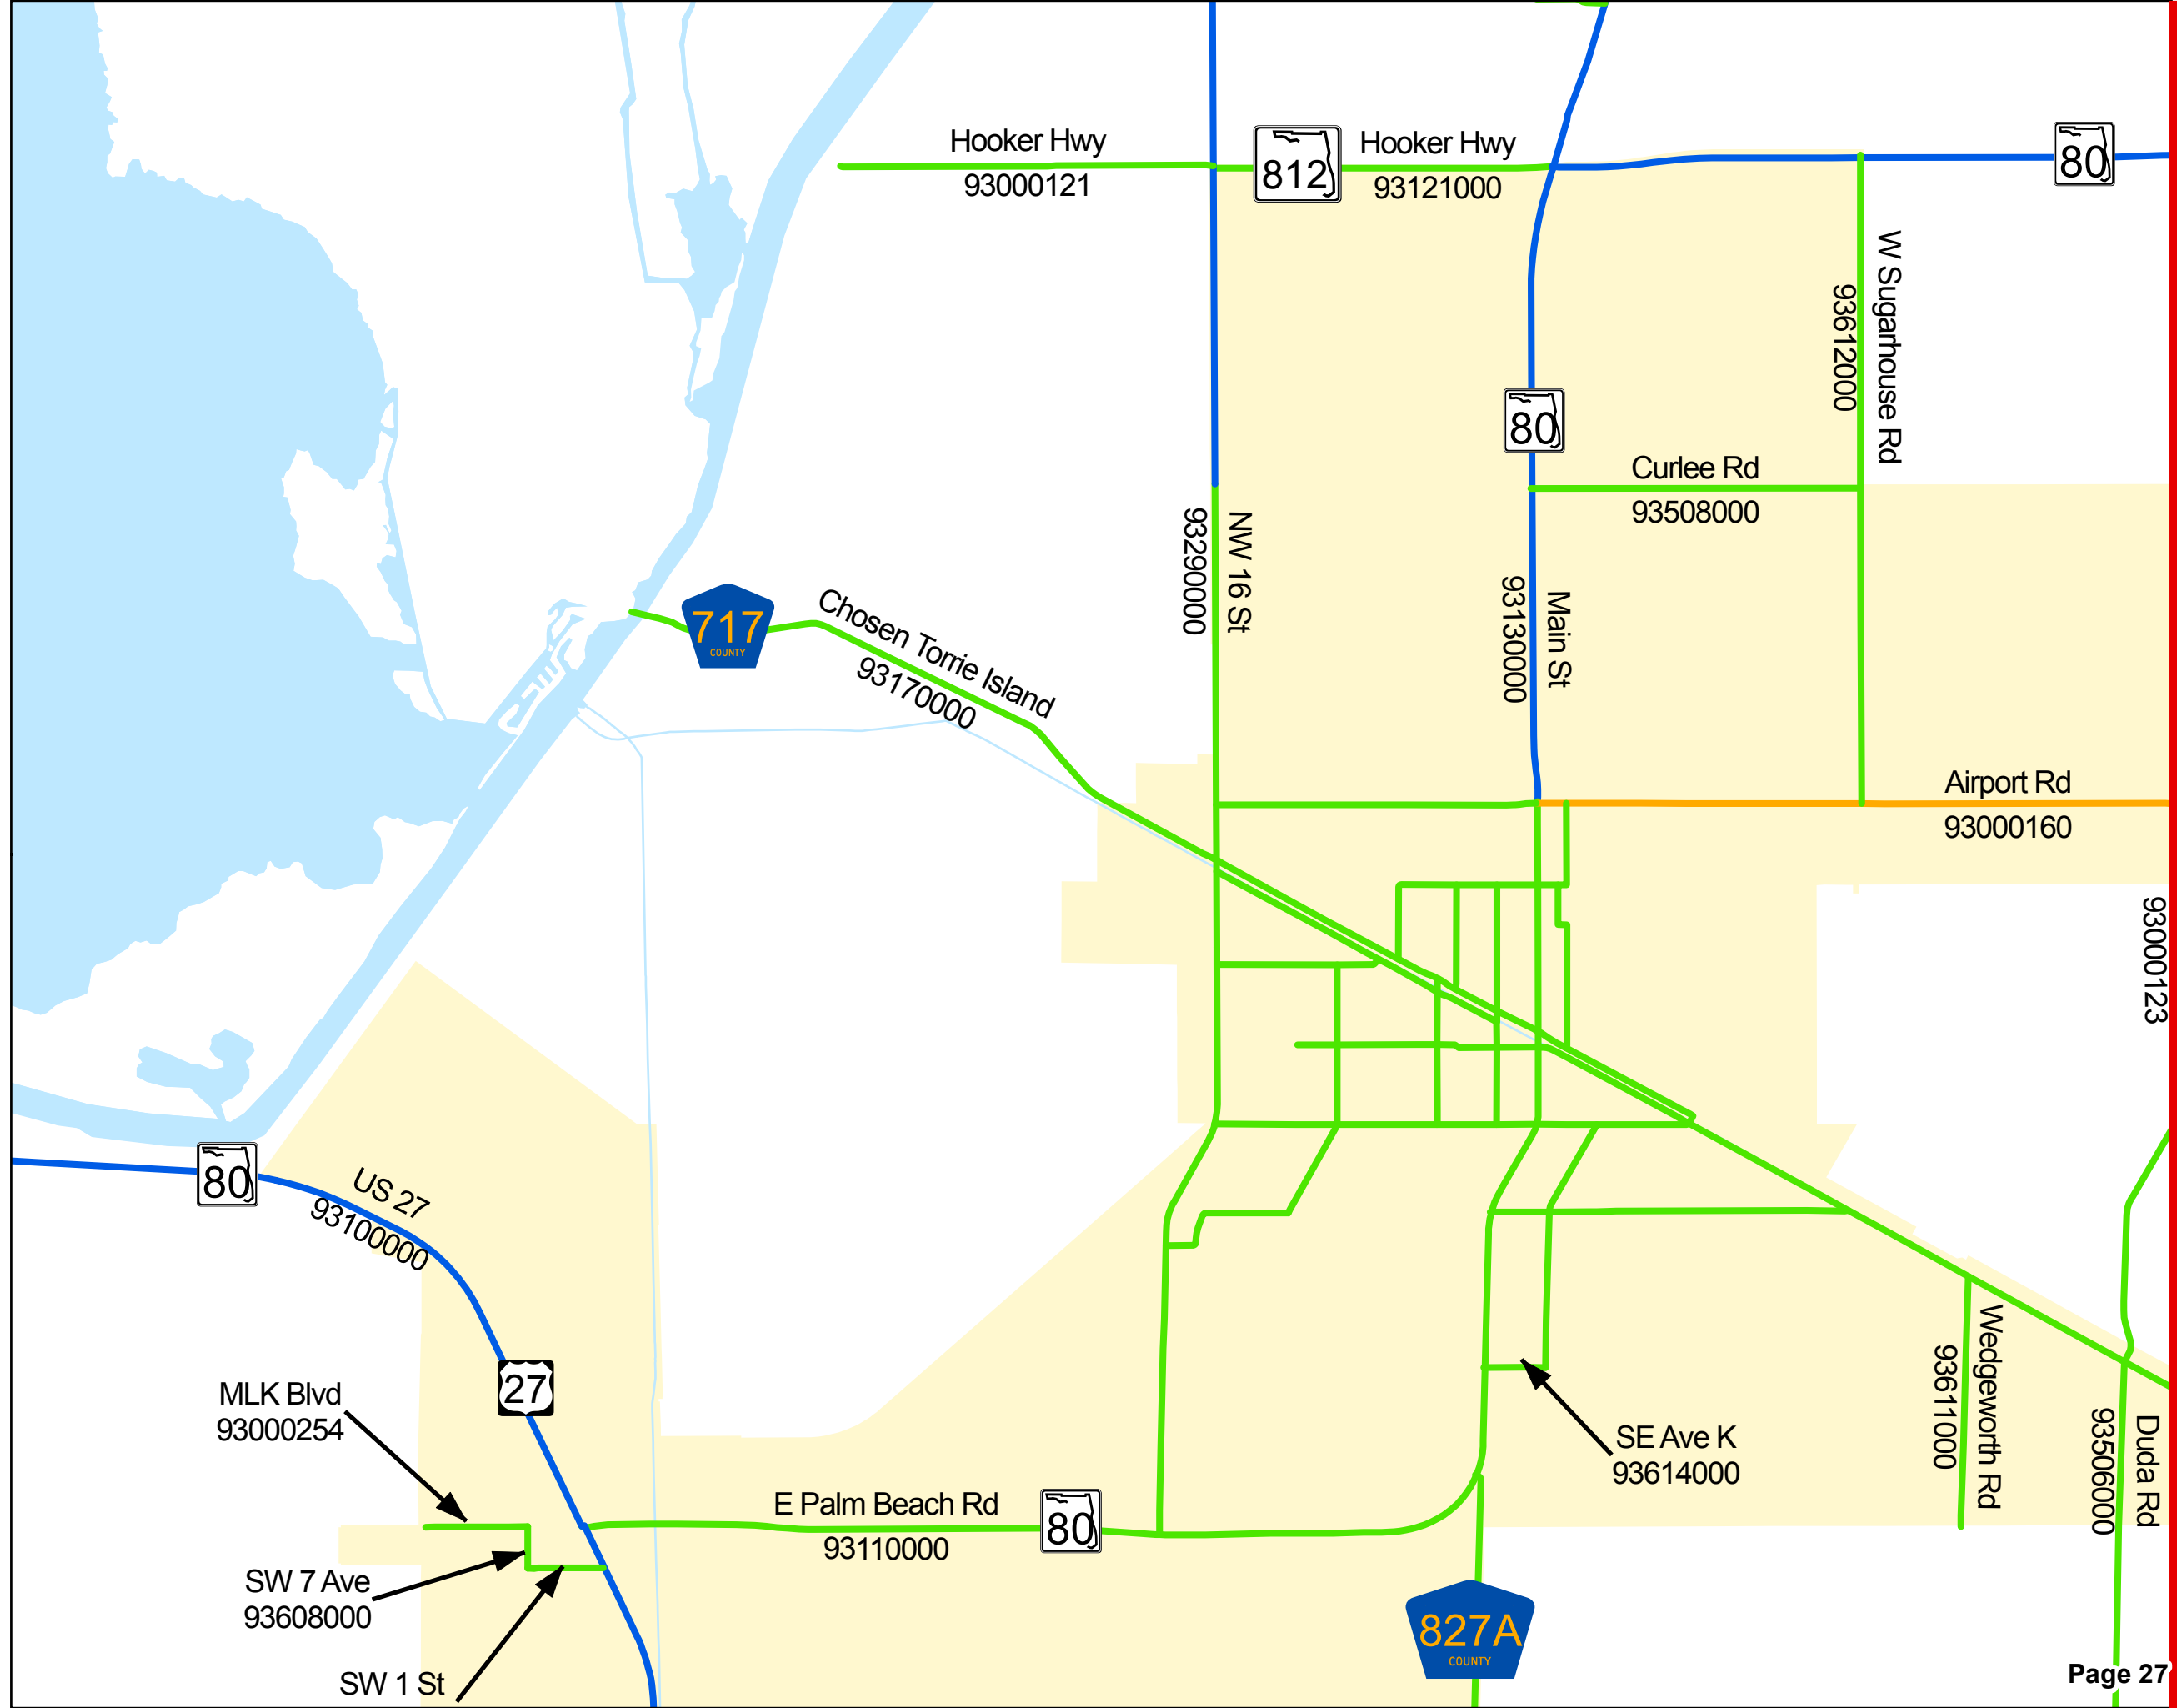 Hooker Hwy
93000121
812
Hooker Hwy
93121000
80
W Sugarhouse Rd
93612000
80
Curlee Rd
93508000
NW 16 St
93290000
Main St
93130000
717
COUNTY
Chosen Torrie Island
93170000
Airport Rd
93000160
93000123
80
US 27
93100000
27
MLK Blvd
93000254
SE Ave K
93614000
Wedgeworth Rd
93611000
Duda Rd
93506000
E Palm Beach Rd
93110000
80
SW 7 Ave
93608000
SW 1 St
827A
COUNTY
Page 27